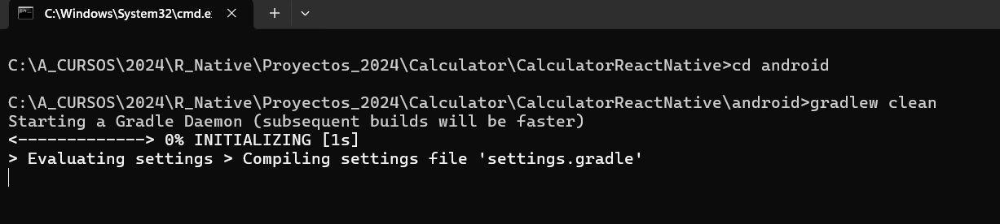 C:\Windows\System32\cmd.e
C:\A_CURSOS\2024\R_Native\Proyectos_2024\Calculator\CalculatorReactNative>cd android
C:\A_CURSOS\2024\R_Native\Proyectos_2024\Calculator\CalculatorReactNative\android>gradlew clean
Starting a Gradle Daemon (subsequent builds will be faster)
<-------------> 0% INITIALIZING [1s]
> Evaluating settings > Compiling settings file 'settings.gradle'